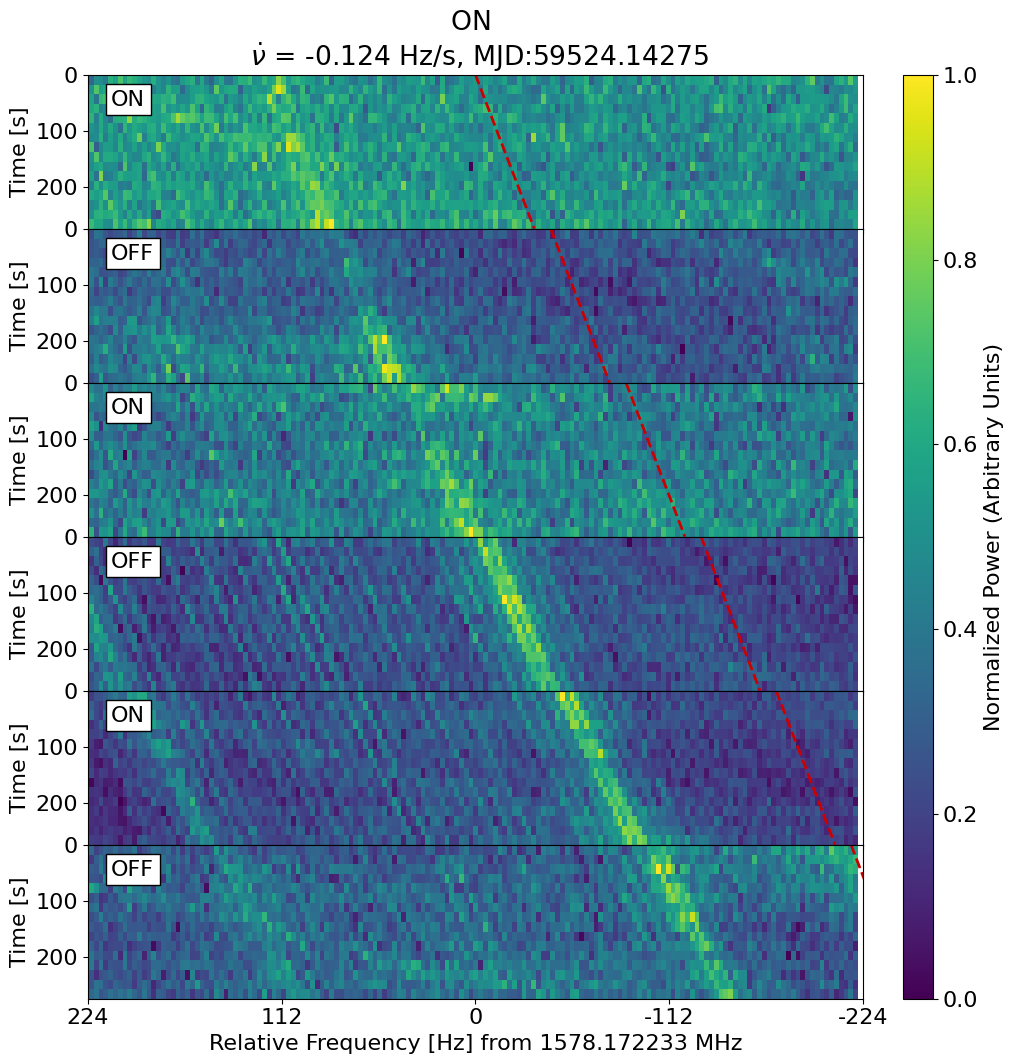 ON
ν̇ = -0.124 Hz/s, MJD:59524.14275
0
ON
100
200
Time [s]
0
OFF
100
200
Time [s]
0
ON
100
200
Time [s]
0
OFF
100
200
Time [s]
0
ON
100
200
Time [s]
0
OFF
100
200
Time [s]
224 112 0 -112 -224
Relative Frequency [Hz] from 1578.172233 MHz
1.0
0.8
0.6
0.4
0.2
0.0
Normalized Power (Arbitrary Units)